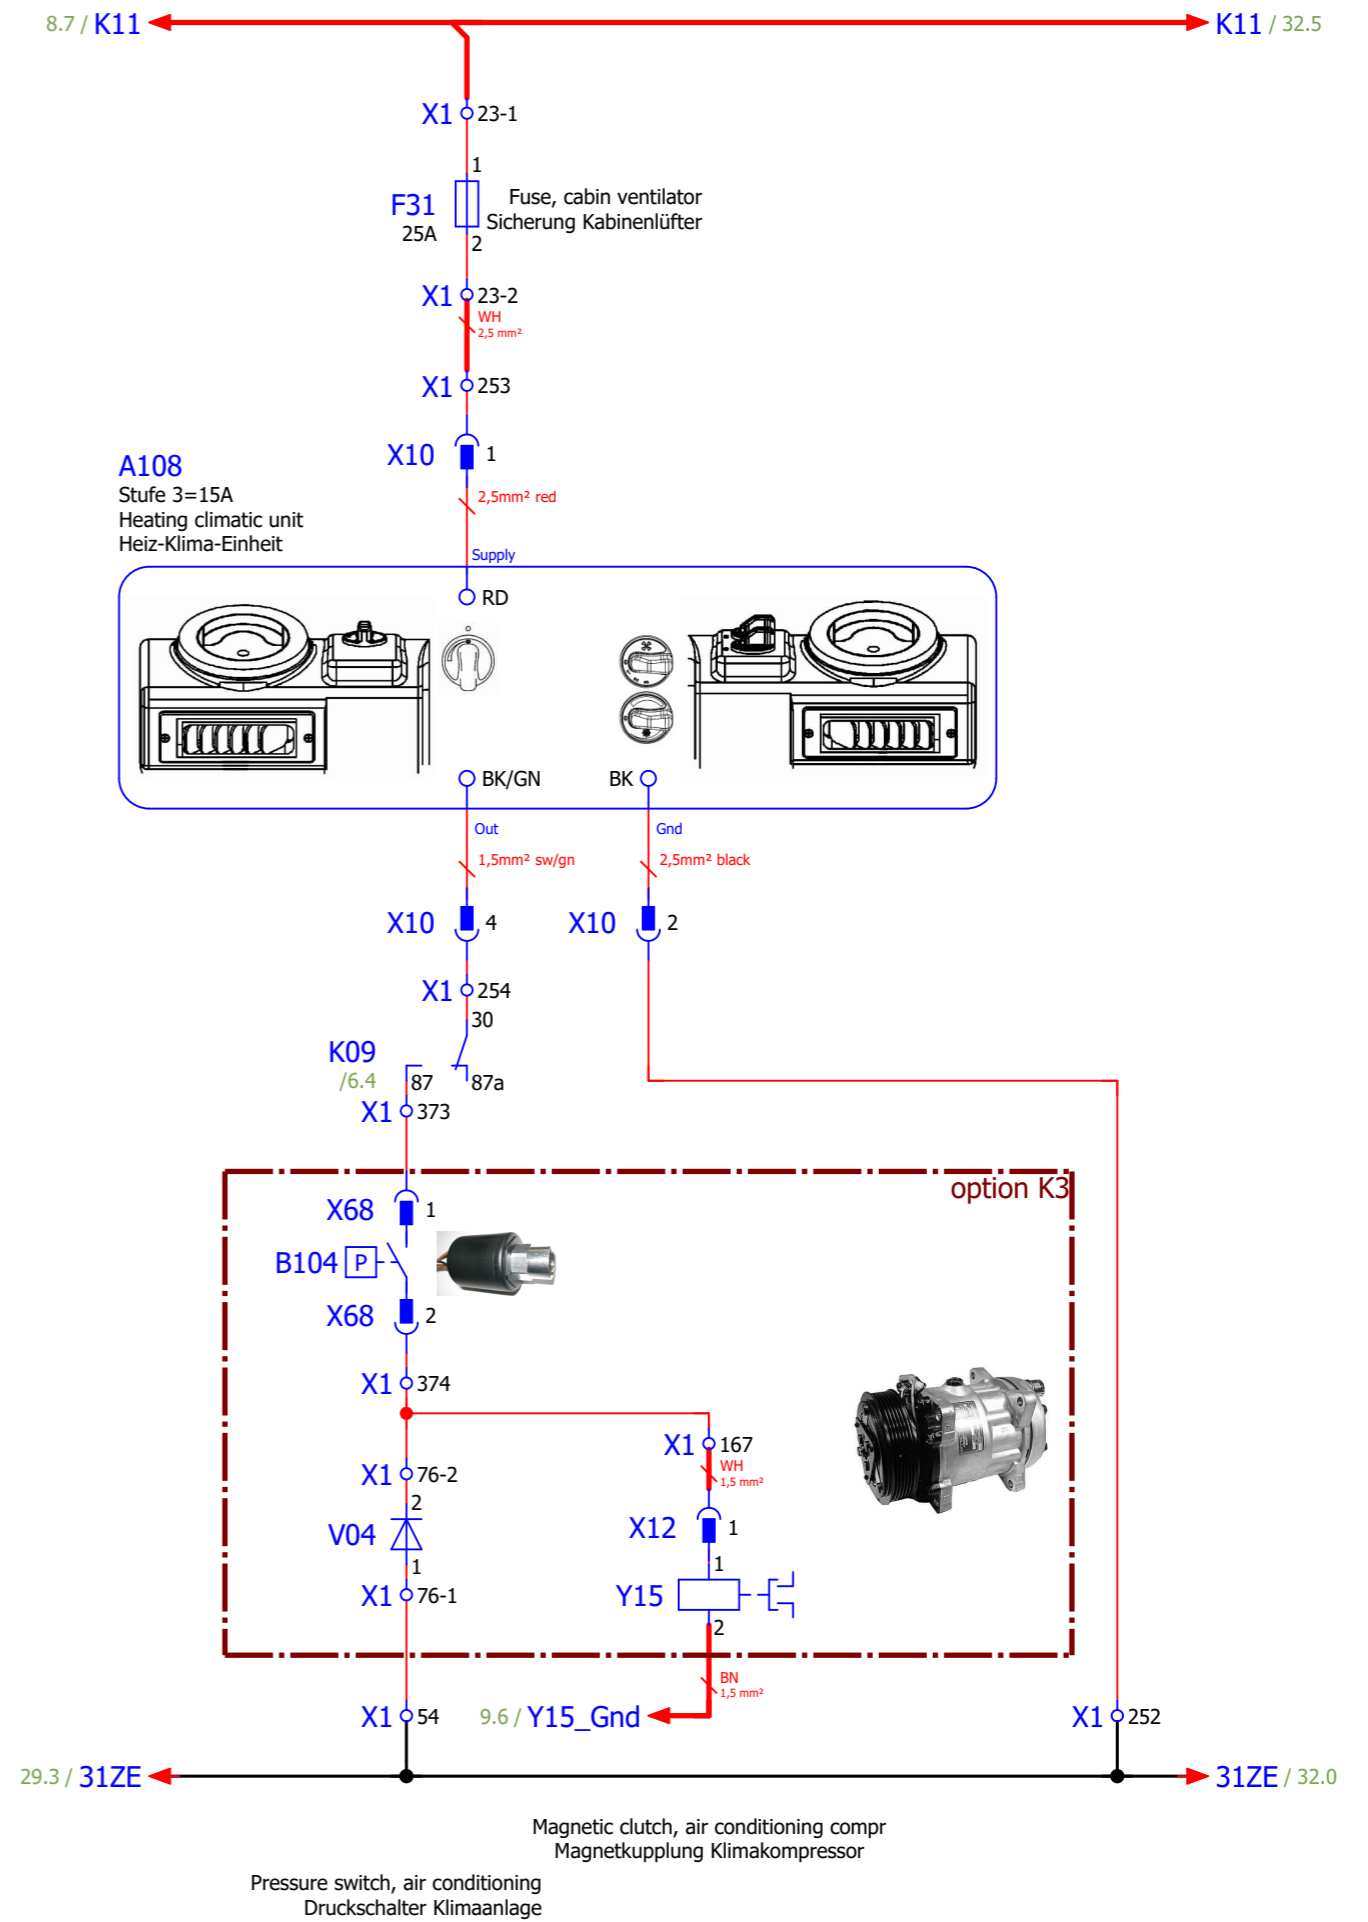 8.7 / K11
K11 / 32.5
X1 23-1
1
F31
25A
Fuse, cabin ventilator
Sicherung Kabinenlüfter
2
X1 23-2
WH
2,5 mm²
X1 253
X10 1
A108
Stufe 3=15A
Heating climatic unit
Heiz-Klima-Einheit
2,5mm² red
Supply
RD
BK/GN
BK
Out
Gnd
1,5mm² sw/gn
2,5mm² black
X10 4
X10 2
X1 254
30
K09
/6.4
87
87a
X1 373
option K3
X68 1
B104 P
X68 2
X1 374
X1 167
WH
1,5 mm²
X1 76-2
2
V04
1
X1 76-1
X12 1
1
Y15
2
BN
1,5 mm²
X1 54
9.6 / Y15_Gnd
X1 252
29.3 / 31ZE
31ZE / 32.0
Magnetic clutch, air conditioning compr
Magnetkupplung Klimakompressor
Pressure switch, air conditioning
Druckschalter Klimaanlage